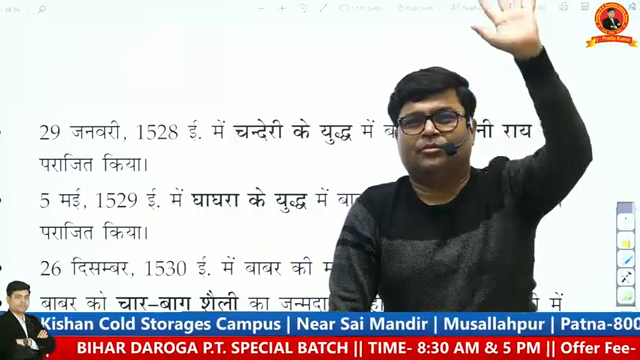 29 जनवरी, 1528 ई. में चन्देरी के युद्ध में राय
पराजित किया।
5 मई, 1529 ई. में घाघरा के युद्ध में
पराजित किया।
26 दिसम्बर, 1530 ई. में बाबर की
बाबर को चार-बाग शैली का में
Kishan Cold Storages Campus | Near Sai Mandir | Musallahpur | Patna-800
BIHAR DAROGA P.T. SPECIAL BATCH || TIME- 8:30 AM & 5 PM || Offer Fee-